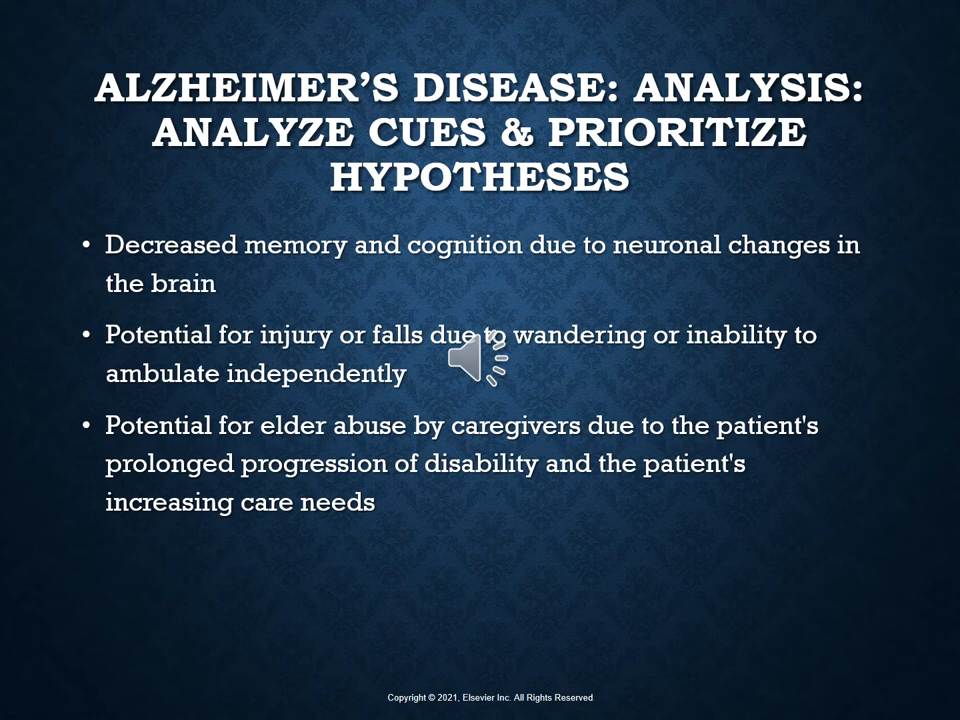 ALZHEIMER’S DISEASE: ANALYSIS:
ANALYZE CUES & PRIORITIZE
HYPOTHESES
• Decreased memory and cognition due to neuronal changes in
the brain
• Potential for injury or falls due to wandering or inability to
ambulate independently
• Potential for elder abuse by caregivers due to the patient's
prolonged progression of disability and the patient's
increasing care needs
Copyright © 2021, Elsevier Inc. All Rights Reserved